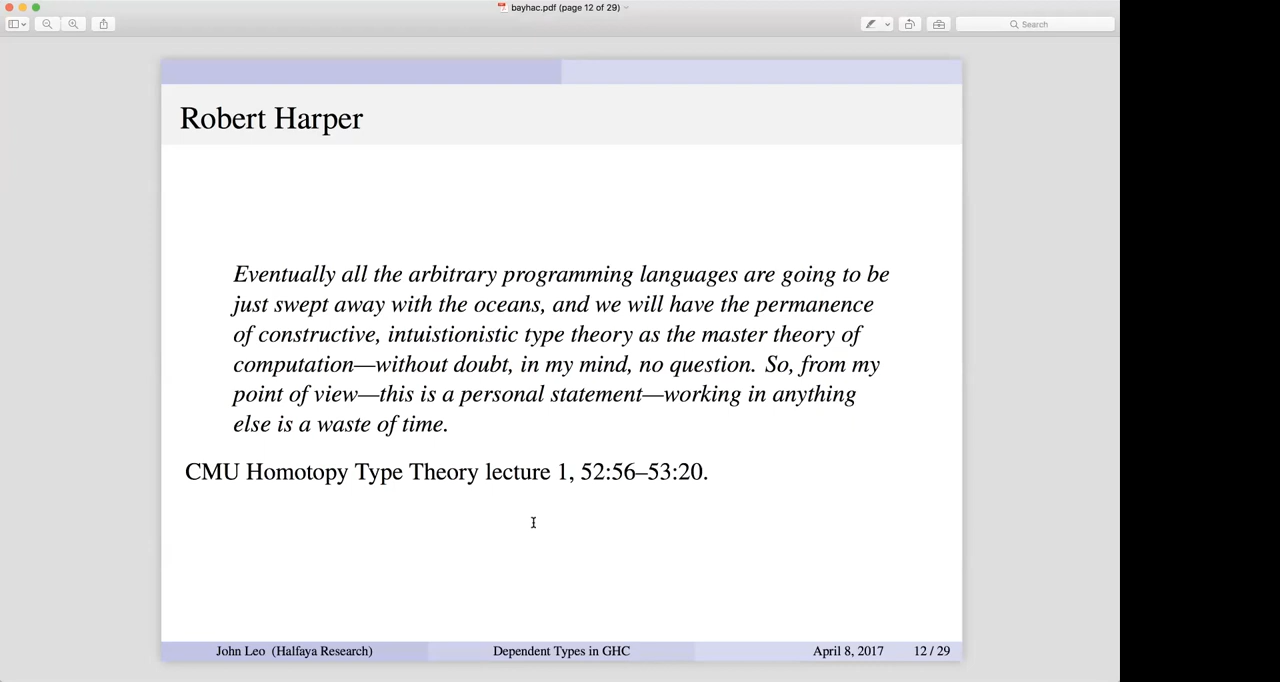 bayhac.pdf (page 12 of 29)
Search
Robert Harper
Eventually all the arbitrary programming languages are going to be
just swept away with the oceans, and we will have the permanence
of constructive, intuistionistic type theory as the master theory of
computation—without doubt, in my mind, no question. So, from my
point of view—this is a personal statement—working in anything
else is a waste of time.
CMU Homotopy Type Theory lecture 1, 52:56–53:20.
John Leo (Halfaya Research) Dependent Types in GHC April 8, 2017 12 / 29